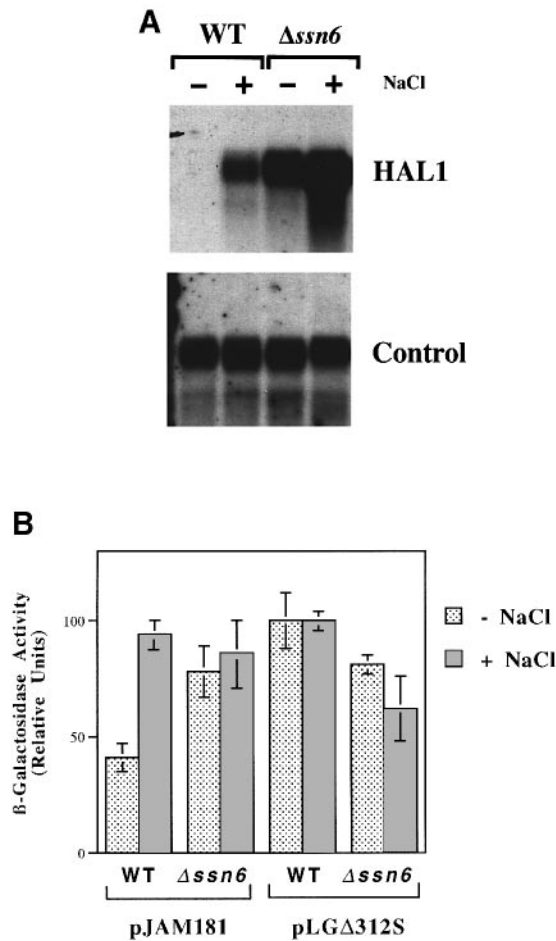 A
WT Δssn6
– + – + NaCl
HAL1
Control
B
ß-Galactosidase Activity
(Relative Units)
100
50
0
- NaCl
+ NaCl
WT Δssn6 WT Δssn6
pJAM181 pLGΔ312S